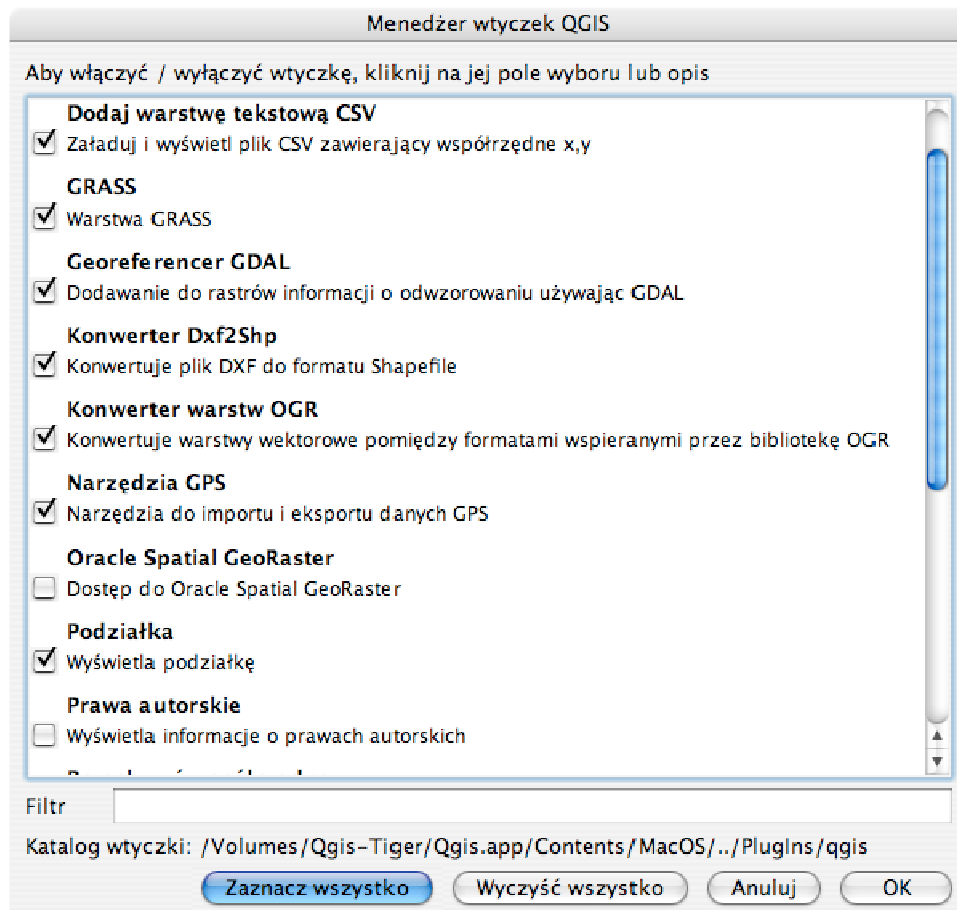 Menedżer wtyczek QGIS
Aby włączyć / wyłączyć wtyczkę, kliknij na jej pole wyboru lub opis
Dodaj warstwę tekstową CSV
Załaduj i wyświetl plik CSV zawierający współrzędne x,y
GRASS
Warstwa GRASS
Georeferencer GDAL
Dodawanie do rastrów informacji o odwzorowaniu używając GDAL
Konwerter Dxf2Shp
Konwertuje plik DXF do formatu Shapefile
Konwerter warstw OGR
Konwertuje warstwy wektorowe pomiędzy formatami wspieranymi przez bibliotekę OGR
Narzędzia GPS
Narzędzia do importu i eksportu danych GPS
Oracle Spatial GeoRaster
Dostęp do Oracle Spatial GeoRaster
Podziałka
Wyświetla podziałkę
Prawa autorskie
Wyświetla informacje o prawach autorskich
Filtr
Katalog wtyczki: /Volumes/Qgis-Tiger/Qgis.app/Contents/MacOS/../PlugIns/qgis
Zaznacz wszystko Wyczyść wszystko Anuluj OK